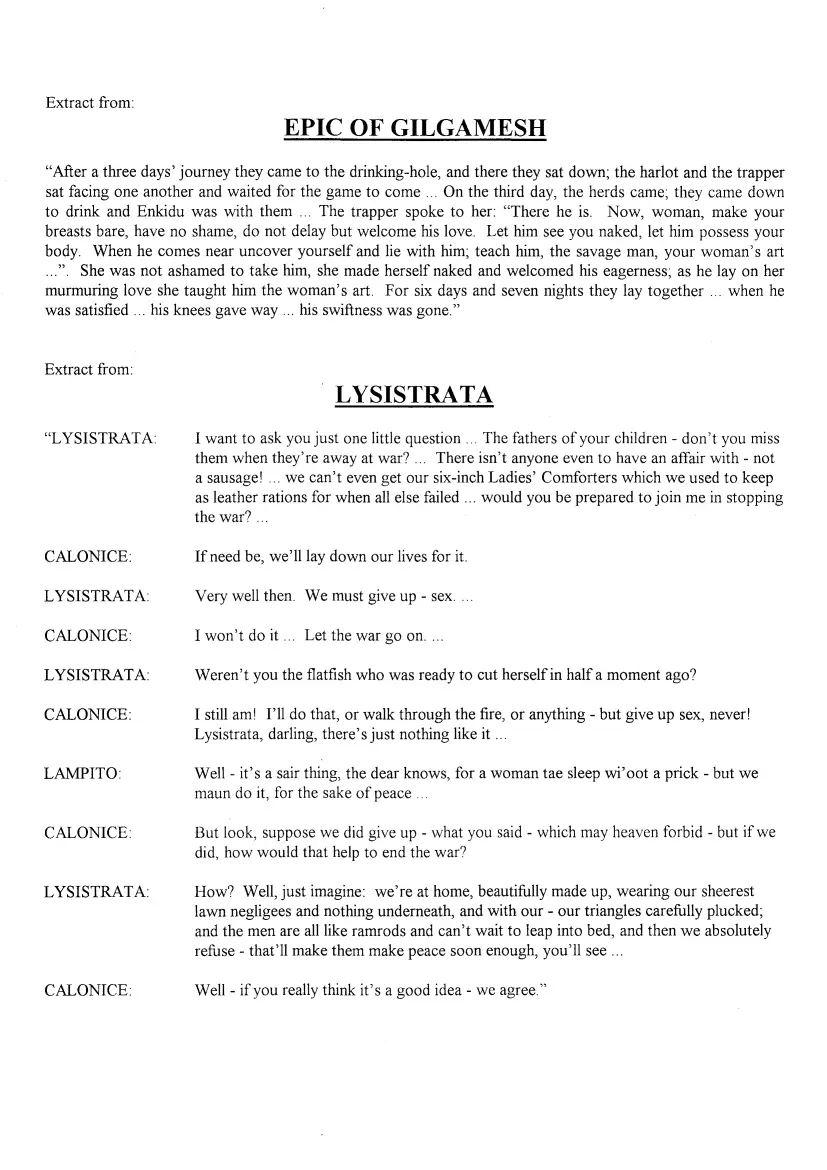 Extract from:
EPIC OF GILGAMESH
“After a three days’ journey they came to the drinking-hole, and there they sat down; the harlot and the trapper
sat facing one another and waited for the game to come ... On the third day, the herds came; they came down
to drink and Enkidu was with them ... The trapper spoke to her: “There he is. Now, woman, make your
breasts bare, have no shame, do not delay but welcome his love. Let him see you naked, let him possess your
body. When he comes near uncover yourself and lie with him; teach him, the savage man, your woman’s art
...”. She was not ashamed to take him, she made herself naked and welcomed his eagerness; as he lay on her
murmuring love she taught him the woman’s art. For six days and seven nights they lay together ... when he
was satisfied ... his knees gave way ... his swiftness was gone.”
Extract from:
LYSISTRATA
“LYSISTRATA: I want to ask you just one little question ... The fathers of your children - don’t you miss
them when they’re away at war? ... There isn’t anyone even to have an affair with - not
a sausage! ... we can’t even get our six-inch Ladies’ Comforters which we used to keep
as leather rations for when all else failed ... would you be prepared to join me in stopping
the war? ...
CALONICE: If need be, we’ll lay down our lives for it.
LYSISTRATA: Very well then. We must give up - sex. ...
CALONICE: I won’t do it ... Let the war go on. ...
LYSISTRATA: Weren’t you the flatfish who was ready to cut herself in half a moment ago?
CALONICE: I still am! I’ll do that, or walk through the fire, or anything - but give up sex, never!
Lysistrata, darling, there’s just nothing like it ...
LAMPITO: Well - it’s a sair thing, the dear knows, for a woman tae sleep wi’oot a prick - but we
maun do it, for the sake of peace ...
CALONICE: But look, suppose we did give up - what you said - which may heaven forbid - but if we
did, how would that help to end the war?
LYSISTRATA: How? Well, just imagine: we’re at home, beautifully made up, wearing our sheerest
lawn negligees and nothing underneath, and with our - our triangles carefully plucked;
and the men are all like ramrods and can’t wait to leap into bed, and then we absolutely
refuse - that’ll make them make peace soon enough, you’ll see ...
CALONICE: Well - if you really think it’s a good idea - we agree.”